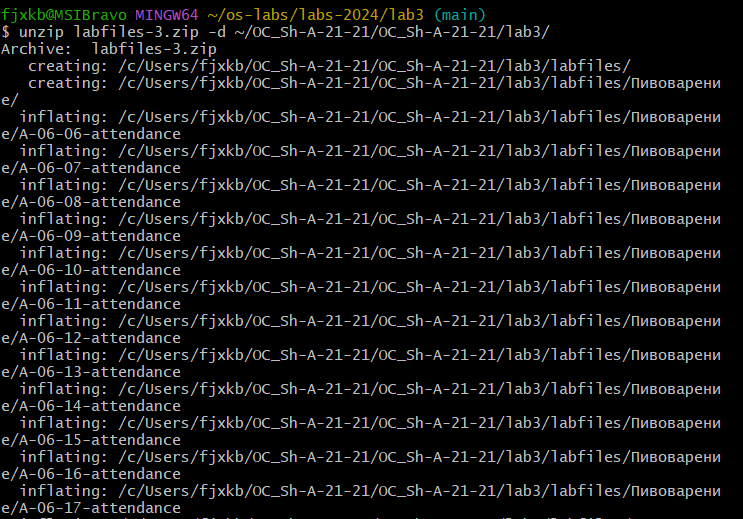 fjxkb@MSIBravo MINGW64 ~/os-labs/labs-2024/lab3 (main)
$ unzip labfiles-3.zip -d ~/OC_Sh-A-21-21/OC_Sh-A-21-21/lab3/
Archive:  labfiles-3.zip
   creating: /c/Users/fjxkb/OC_Sh-A-21-21/OC_Sh-A-21-21/lab3/labfiles/
   creating: /c/Users/fjxkb/OC_Sh-A-21-21/OC_Sh-A-21-21/lab3/labfiles/Пивоварени
е/
  inflating: /c/Users/fjxkb/OC_Sh-A-21-21/OC_Sh-A-21-21/lab3/labfiles/Пивоварени
е/A-06-06-attendance
  inflating: /c/Users/fjxkb/OC_Sh-A-21-21/OC_Sh-A-21-21/lab3/labfiles/Пивоварени
е/A-06-07-attendance
  inflating: /c/Users/fjxkb/OC_Sh-A-21-21/OC_Sh-A-21-21/lab3/labfiles/Пивоварени
е/A-06-08-attendance
  inflating: /c/Users/fjxkb/OC_Sh-A-21-21/OC_Sh-A-21-21/lab3/labfiles/Пивоварени
е/A-06-09-attendance
  inflating: /c/Users/fjxkb/OC_Sh-A-21-21/OC_Sh-A-21-21/lab3/labfiles/Пивоварени
е/A-06-10-attendance
  inflating: /c/Users/fjxkb/OC_Sh-A-21-21/OC_Sh-A-21-21/lab3/labfiles/Пивоварени
е/A-06-11-attendance
  inflating: /c/Users/fjxkb/OC_Sh-A-21-21/OC_Sh-A-21-21/lab3/labfiles/Пивоварени
е/A-06-12-attendance
  inflating: /c/Users/fjxkb/OC_Sh-A-21-21/OC_Sh-A-21-21/lab3/labfiles/Пивоварени
е/A-06-13-attendance
  inflating: /c/Users/fjxkb/OC_Sh-A-21-21/OC_Sh-A-21-21/lab3/labfiles/Пивоварени
е/A-06-14-attendance
  inflating: /c/Users/fjxkb/OC_Sh-A-21-21/OC_Sh-A-21-21/lab3/labfiles/Пивоварени
е/A-06-15-attendance
  inflating: /c/Users/fjxkb/OC_Sh-A-21-21/OC_Sh-A-21-21/lab3/labfiles/Пивоварени
е/A-06-16-attendance
  inflating: /c/Users/fjxkb/OC_Sh-A-21-21/OC_Sh-A-21-21/lab3/labfiles/Пивоварени
е/A-06-17-attendance